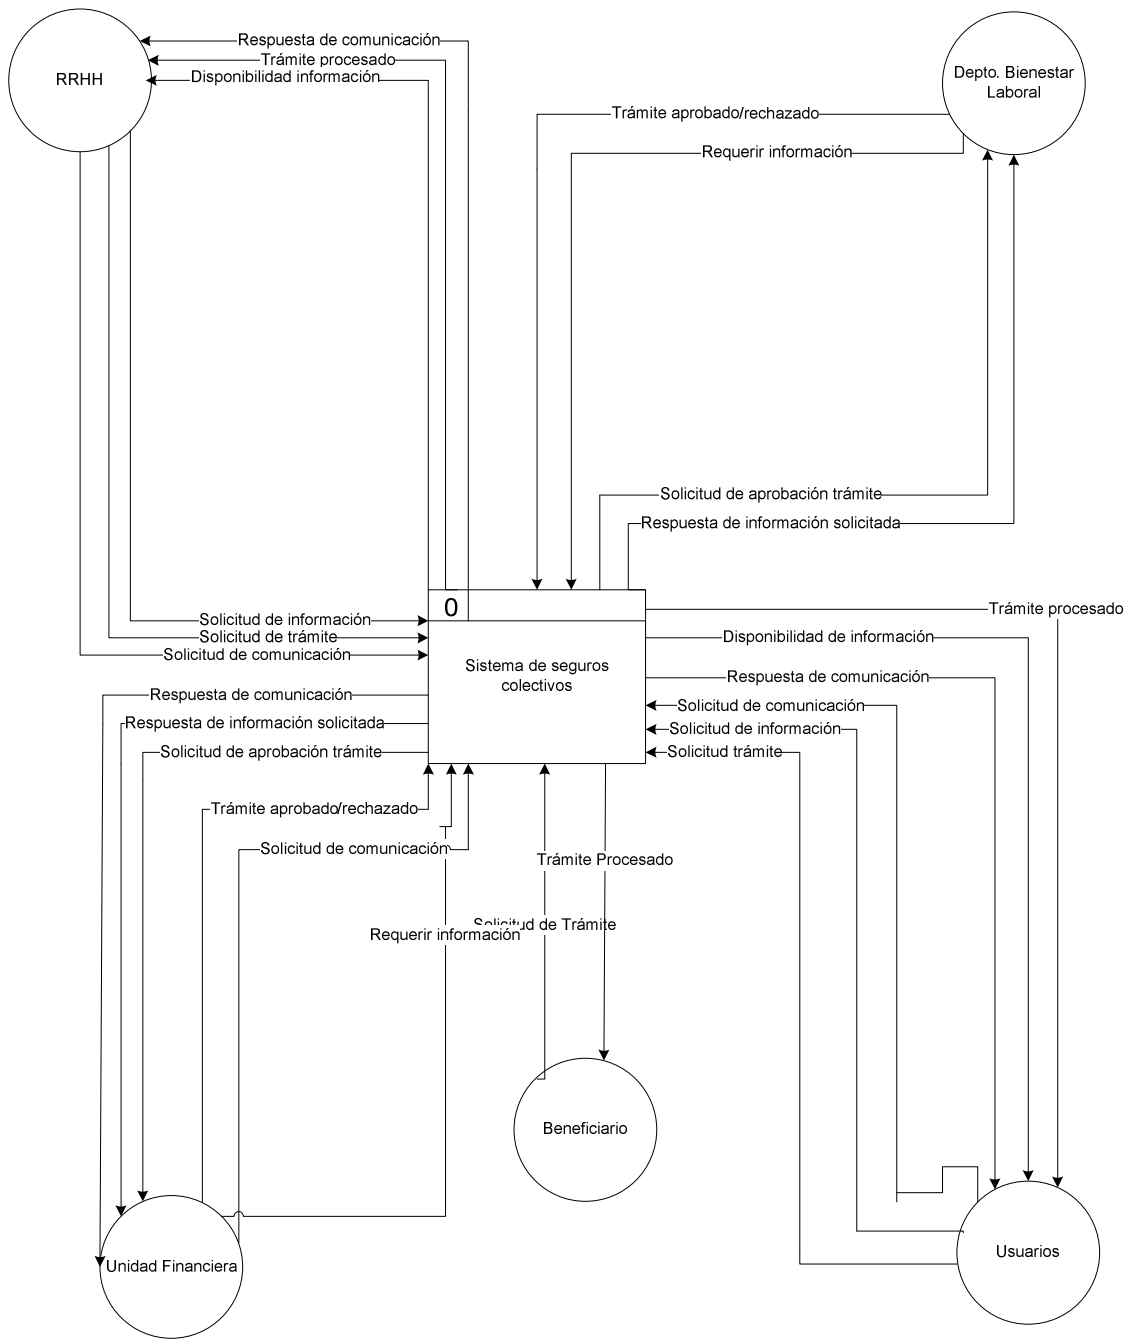 Respuesta de comunicación
Trámite procesado
Disponibilidad información
RRHH
Depto. Bienestar
Laboral
Trámite aprobado/rechazado
Requerir información
Solicitud de aprobación trámite
Respuesta de información solicitada
0
Trámite procesado
Solicitud de información
Solicitud de trámite
Solicitud de comunicación
Sistema de seguros
colectivos
Disponibilidad de información
Respuesta de comunicación
Solicitud de comunicación
Solicitud de información
Solicitud trámite
Respuesta de comunicación
Respuesta de información solicitada
Solicitud de aprobación trámite
Trámite aprobado/rechazado
Solicitud de comunicación
Trámite Procesado
Solicitud de Trámite
Requerir información
Beneficiario
Unidad Financiera
Usuarios